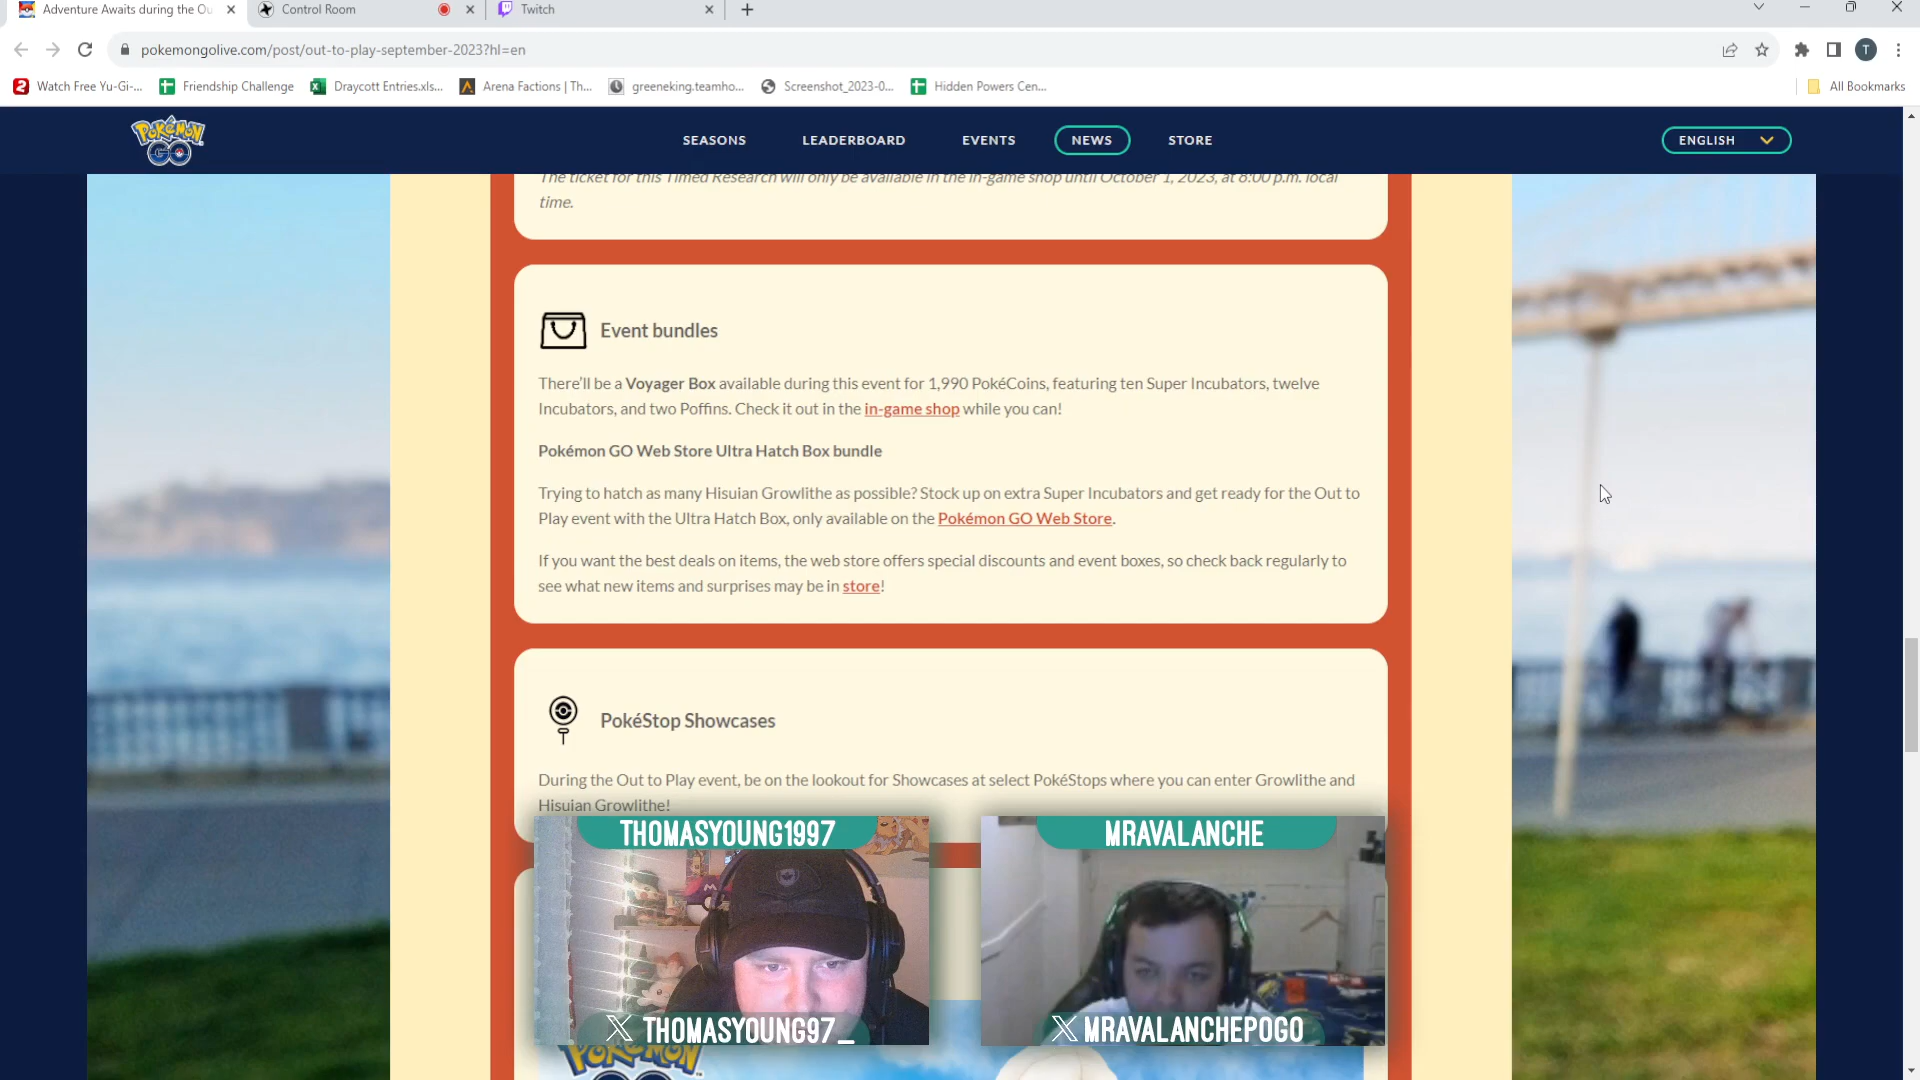 Adventure Awaits during the Ou
Control Room
Twitch
pokemongolive.com/post/out-to-play-september-2023?hl=en
T
Watch Free Yu-Gi-...
Friendship Challenge
Draycott Entries.xls...
Arena Factions | Th...
greeneking.teamho...
Screenshot_2023-0...
Hidden Powers Cen...
All Bookmarks
POKÉMON GO
SEASONS
LEADERBOARD
EVENTS
NEWS
STORE
ENGLISH
The ticket for this Timed Research will only be available in the in-game shop until October 1, 2023, at 8:00 p.m. local
time.
Event bundles
There’ll be a Voyager Box available during this event for 1,990 PokéCoins, featuring ten Super Incubators, twelve
Incubators, and two Poffins. Check it out in the in-game shop while you can!
Pokémon GO Web Store Ultra Hatch Box bundle
Trying to hatch as many Hisuian Growlithe as possible? Stock up on extra Super Incubators and get ready for the Out to
Play event with the Ultra Hatch Box, only available on the Pokémon GO Web Store.
If you want the best deals on items, the web store offers special discounts and event boxes, so check back regularly to
see what new items and surprises may be in store!
PokéStop Showcases
During the Out to Play event, be on the lookout for Showcases at select PokéStops where you can enter Growlithe and
Hisuian Growlithe!
THOMASYOUNG1997
MRAVALANCHE
THOMASYOUNG97_
MRAVALANCHEPOGO
POKÉMON